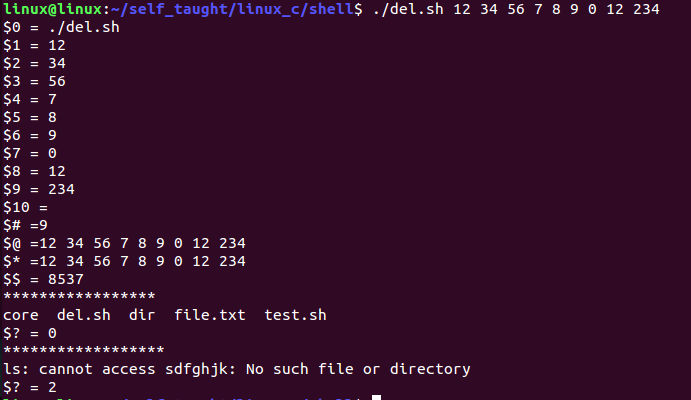 linux@linux:~/self_taught/linux_c/shell$ ./del.sh 12 34 56 7 8 9 0 12 234
$0 = ./del.sh
$1 = 12
$2 = 34
$3 = 56
$4 = 7
$5 = 8
$6 = 9
$7 = 0
$8 = 12
$9 = 234
$10 =
$# =9
$@ =12 34 56 7 8 9 0 12 234
$* =12 34 56 7 8 9 0 12 234
$$ = 8537
*****************
core  del.sh  dir  file.txt  test.sh
$? = 0
******************
ls: cannot access sdfghjk: No such file or directory
$? = 2